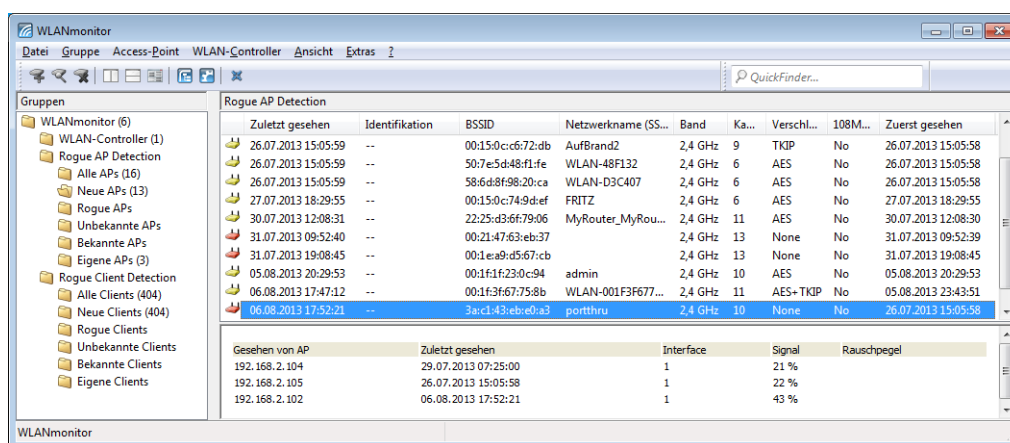 WLANmonitor
Datei Gruppe Access-Point WLAN-Controller Ansicht Extras ?
QuickFinder...
Gruppen
WLANmonitor (6)
WLAN-Controller (1)
Rogue AP Detection
Alle APs (16)
Neue APs (13)
Rogue APs
Unbekannte APs
Bekannte APs
Eigene APs (3)
Rogue Client Detection
Alle Clients (404)
Neue Clients (404)
Rogue Clients
Unbekannte Clients
Bekannte Clients
Eigene Clients
Rogue AP Detection
Zuletzt gesehen Identifikation BSSID Netzwerkname (SS... Band Ka... Verschl... 108M... Zuerst gesehen
26.07.2013 15:05:59 -- 00:15:0c:c6:72:db AufBrand2 2,4 GHz 9 TKIP No 26.07.2013 15:05:58
26.07.2013 15:05:59 -- 50:7e:5d:48:f1:fe WLAN-48F132 2,4 GHz 6 AES No 26.07.2013 15:05:58
26.07.2013 15:05:59 -- 58:6d:8f:98:20:ca WLAN-D3C407 2,4 GHz 6 AES No 26.07.2013 15:05:58
27.07.2013 18:29:55 -- 00:15:0c:74:9d:ef FRITZ 2,4 GHz 6 AES No 27.07.2013 18:29:55
30.07.2013 12:08:31 -- 22:25:d3:6f:79:06 MyRouter_MyRou... 2,4 GHz 11 AES No 30.07.2013 12:08:30
31.07.2013 09:52:40 -- 00:21:47:63:eb:37 2,4 GHz 13 None No 31.07.2013 09:52:39
31.07.2013 19:08:45 -- 00:1e:a9:d5:67:cb 2,4 GHz 13 None No 31.07.2013 19:08:45
05.08.2013 20:29:53 -- 00:1f:1f:23:0c:94 admin 2,4 GHz 10 AES No 05.08.2013 20:29:53
06.08.2013 17:47:12 -- 00:1f:3f:67:75:8b WLAN-001F3F677... 2,4 GHz 11 AES+TKIP No 05.08.2013 23:43:51
06.08.2013 17:52:21 -- 3a:c1:43:eb:e0:a3 portthru 2,4 GHz 10 None No 26.07.2013 15:05:58
Gesehen von AP Zuletzt gesehen Interface Signal Rauschpegel
192.168.2.104 29.07.2013 07:25:00 1 21 %
192.168.2.105 26.07.2013 15:05:58 1 22 %
192.168.2.102 06.08.2013 17:52:21 1 43 %
WLANmonitor